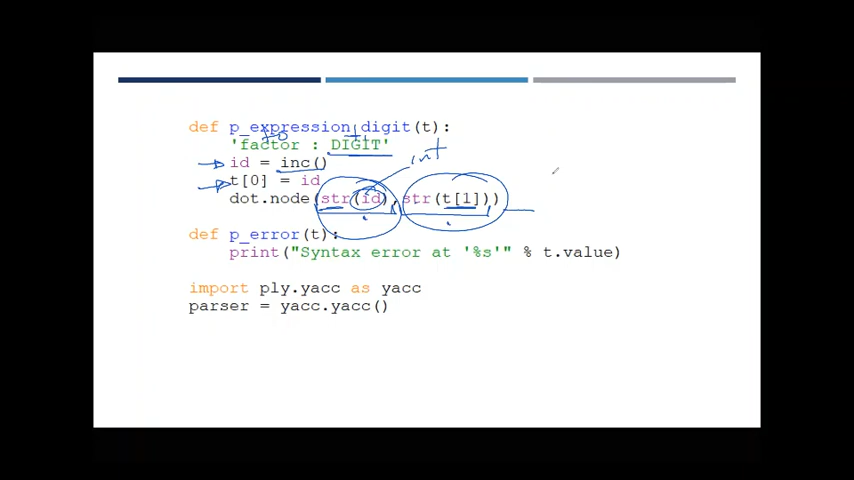 def p_expression_digit(t):
'factor : DIGIT'
int
id = inc()
t[0] = id
dot.node(str(id),str(t[1]))
def p_error(t):
print("Syntax error at '%s'" % t.value)
import ply.yacc as yacc
parser = yacc.yacc()